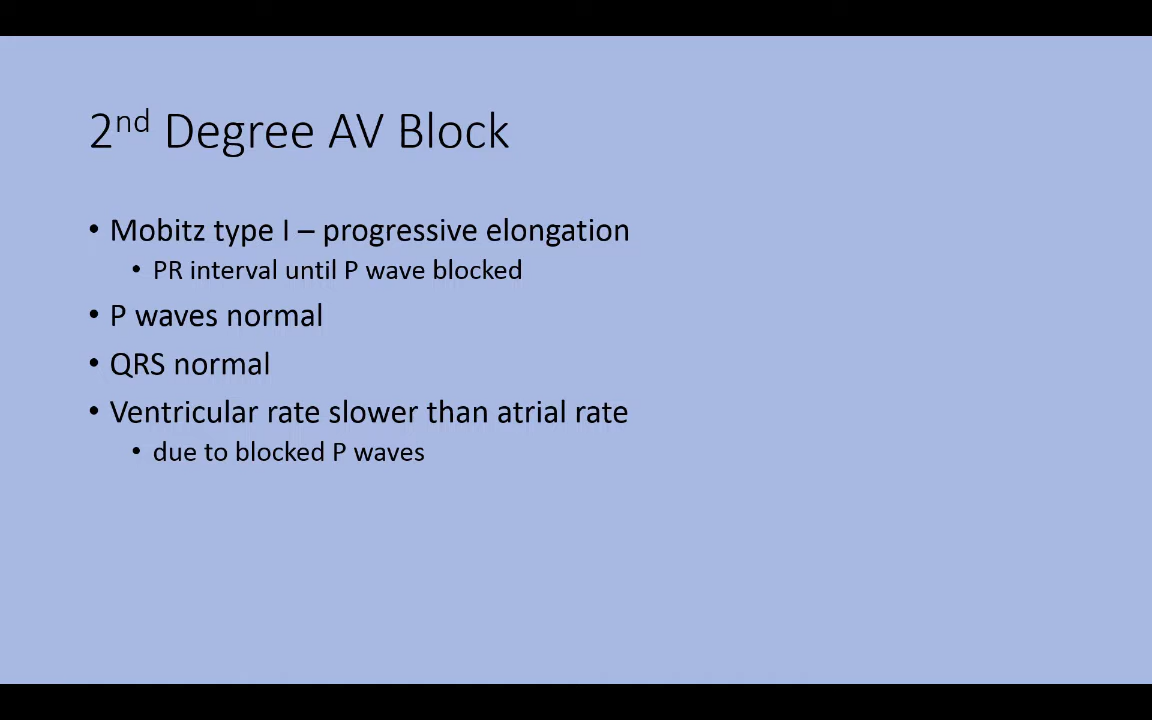 2nd Degree AV Block
• Mobitz type I – progressive elongation
• PR interval until P wave blocked
• P waves normal
• QRS normal
• Ventricular rate slower than atrial rate
• due to blocked P waves